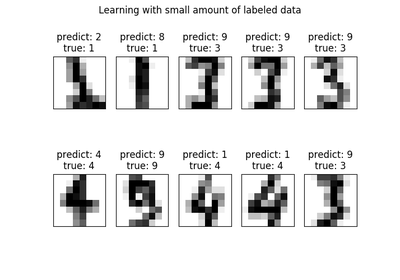 Learning with small amount of labeled data
predict: 2 predict: 8 predict: 9 predict: 9 predict: 9
true: 1 true: 1 true: 3 true: 3 true: 3
predict: 4 predict: 9 predict: 1 predict: 1 predict: 9
true: 4 true: 9 true: 4 true: 4 true: 3